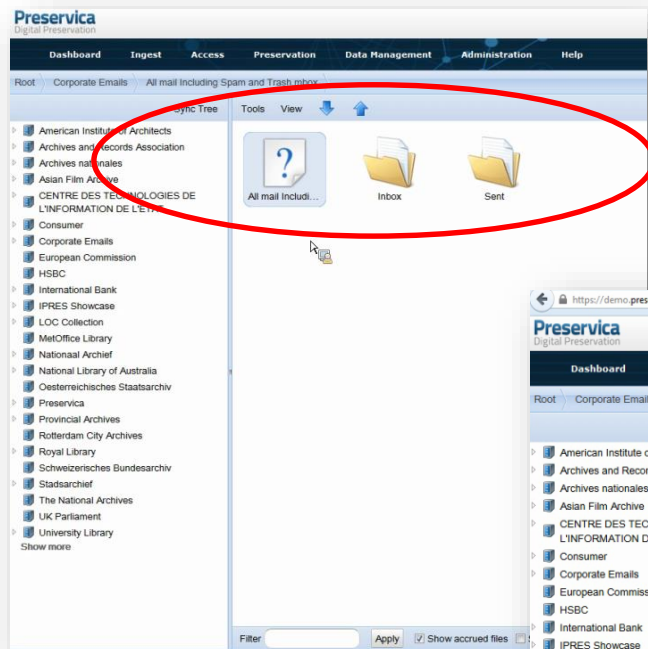 Preservica
Digital Preservation
Dashboard Ingest Access Preservation Data Management Administration Help
Root Corporate Emails All mail Including Spam and Trash mbox
Sync Tree
Tools View
American Institute of Architects
Archives and Records Association
Archives nationales
Asian Film Archive
CENTRE DES TECHNOLOGIES DE
L'INFORMATION DE L'ETAT
Consumer
Corporate Emails
European Commission
HSBC
International Bank
IPRES Showcase
LOC Collection
MetOffice Library
Nationaal Archief
National Library of Australia
Oesterreichisches Staatsarchiv
Preservica
Provincial Archives
Rotterdam City Archives
Royal Library
Schweizerisches Bundesarchiv
Stadsarchief
The National Archives
UK Parliament
University Library
Show more
?
All mail Includi...
Inbox
Sent
Filter Apply Show accrued files
https://demo.pres
Preservica
Digital Preservation
Dashboard
Root Corporate Email
American Institute o
Archives and Recor
Archives nationales
Asian Film Archive
CENTRE DES TEC
L'INFORMATION D
Consumer
Corporate Emails
European Commiss
HSBC
International Bank
IPRES Showcase